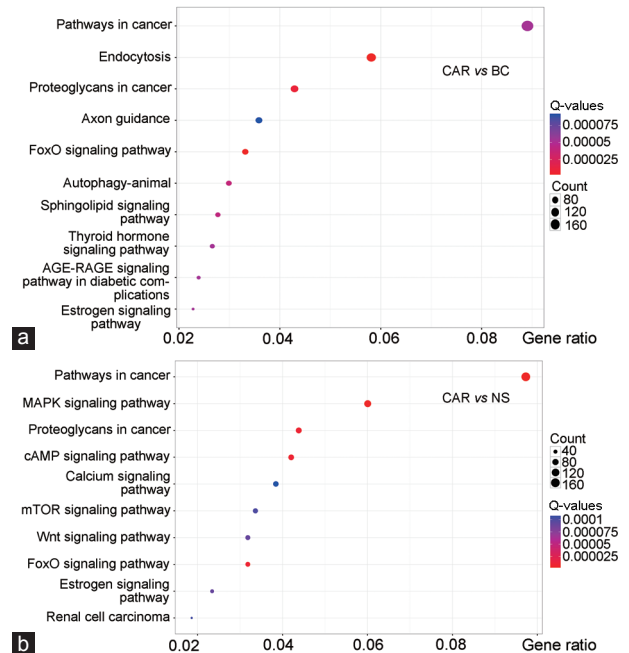 Pathways in cancer
Endocytosis
CAR vs BC
Proteoglycans in cancer
Q-values
0.000075
0.00005
0.000025
Axon guidance
FoxO signaling pathway
Autophagy-animal
Count
80
120
160
Sphingolipid signaling
pathway
Thyroid hormone
signaling pathway
AGE-RAGE signaling
pathway in diabetic com-
plications
Estrogen signaling
pathway
a
0.02 0.04 0.06 0.08 Gene ratio
Pathways in cancer
CAR vs NS
MAPK signaling pathway
Proteoglycans in cancer
cAMP signaling pathway
Count
40
80
120
160
Calcium signaling
pathway
mTOR signaling pathway
Q-values
0.0001
0.000075
0.00005
0.000025
Wnt signaling pathway
FoxO signaling pathway
Estrogen signaling
pathway
Renal cell carcinoma
b
0.02 0.04 0.06 0.08 Gene ratio